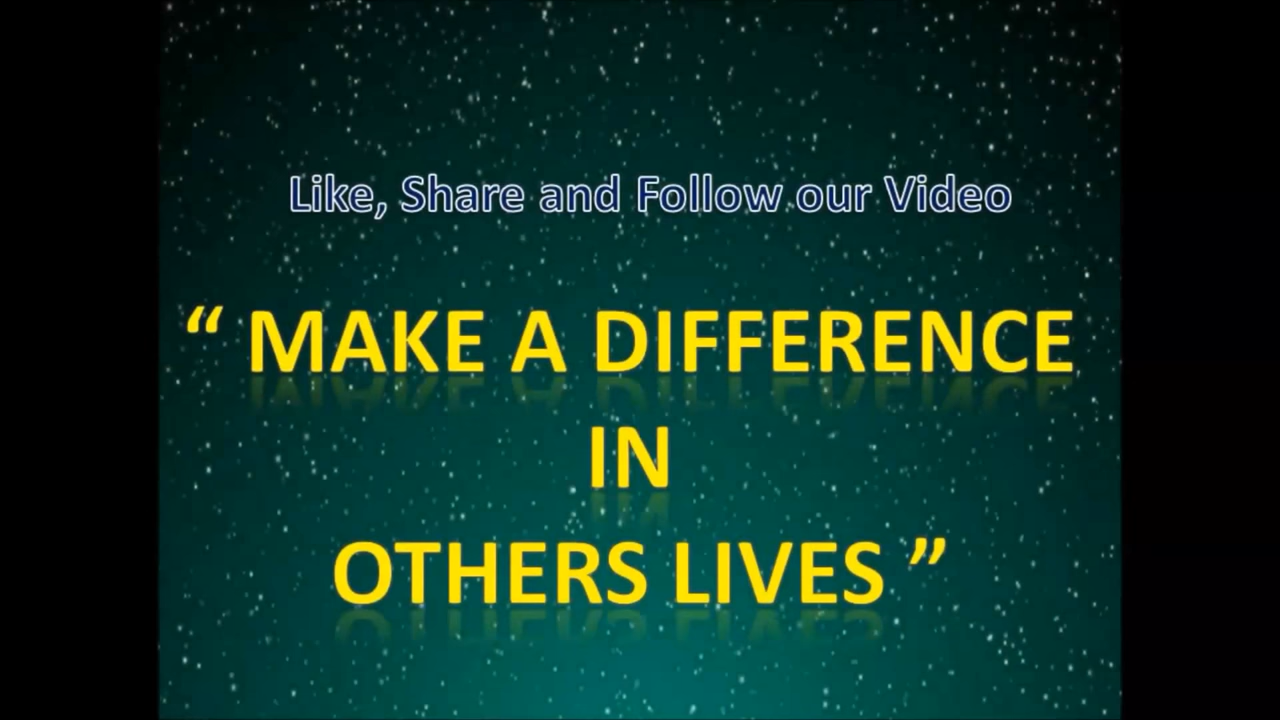 Like, Share and Follow our Video
“ MAKE A DIFFERENCE
IN
OTHERS LIVES ”